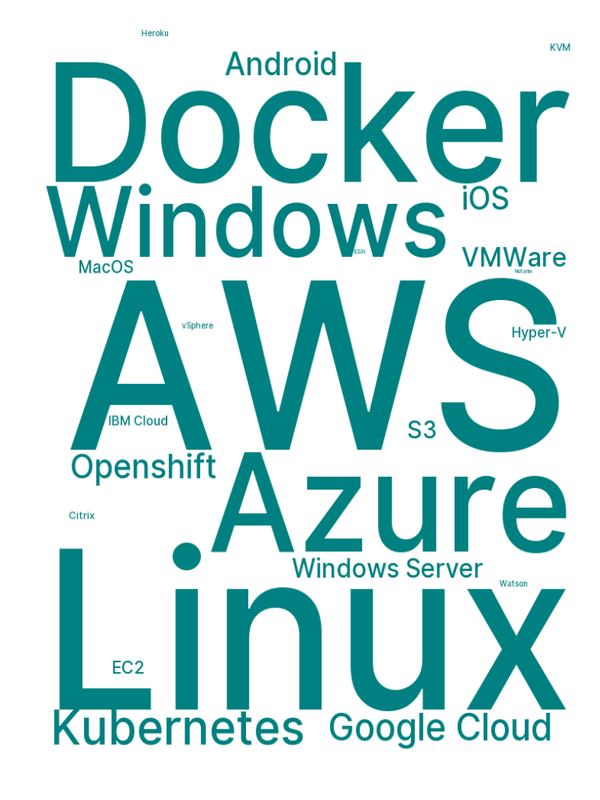 Heroku
KVM
Android
Docker
Windows
iOS
VMWare
MacOS
AWS
vSphere
Hyper-V
IBM Cloud
S3
Openshift
Azure
Citrix
Windows Server
Watson
Linux
EC2
Kubernetes
Google Cloud